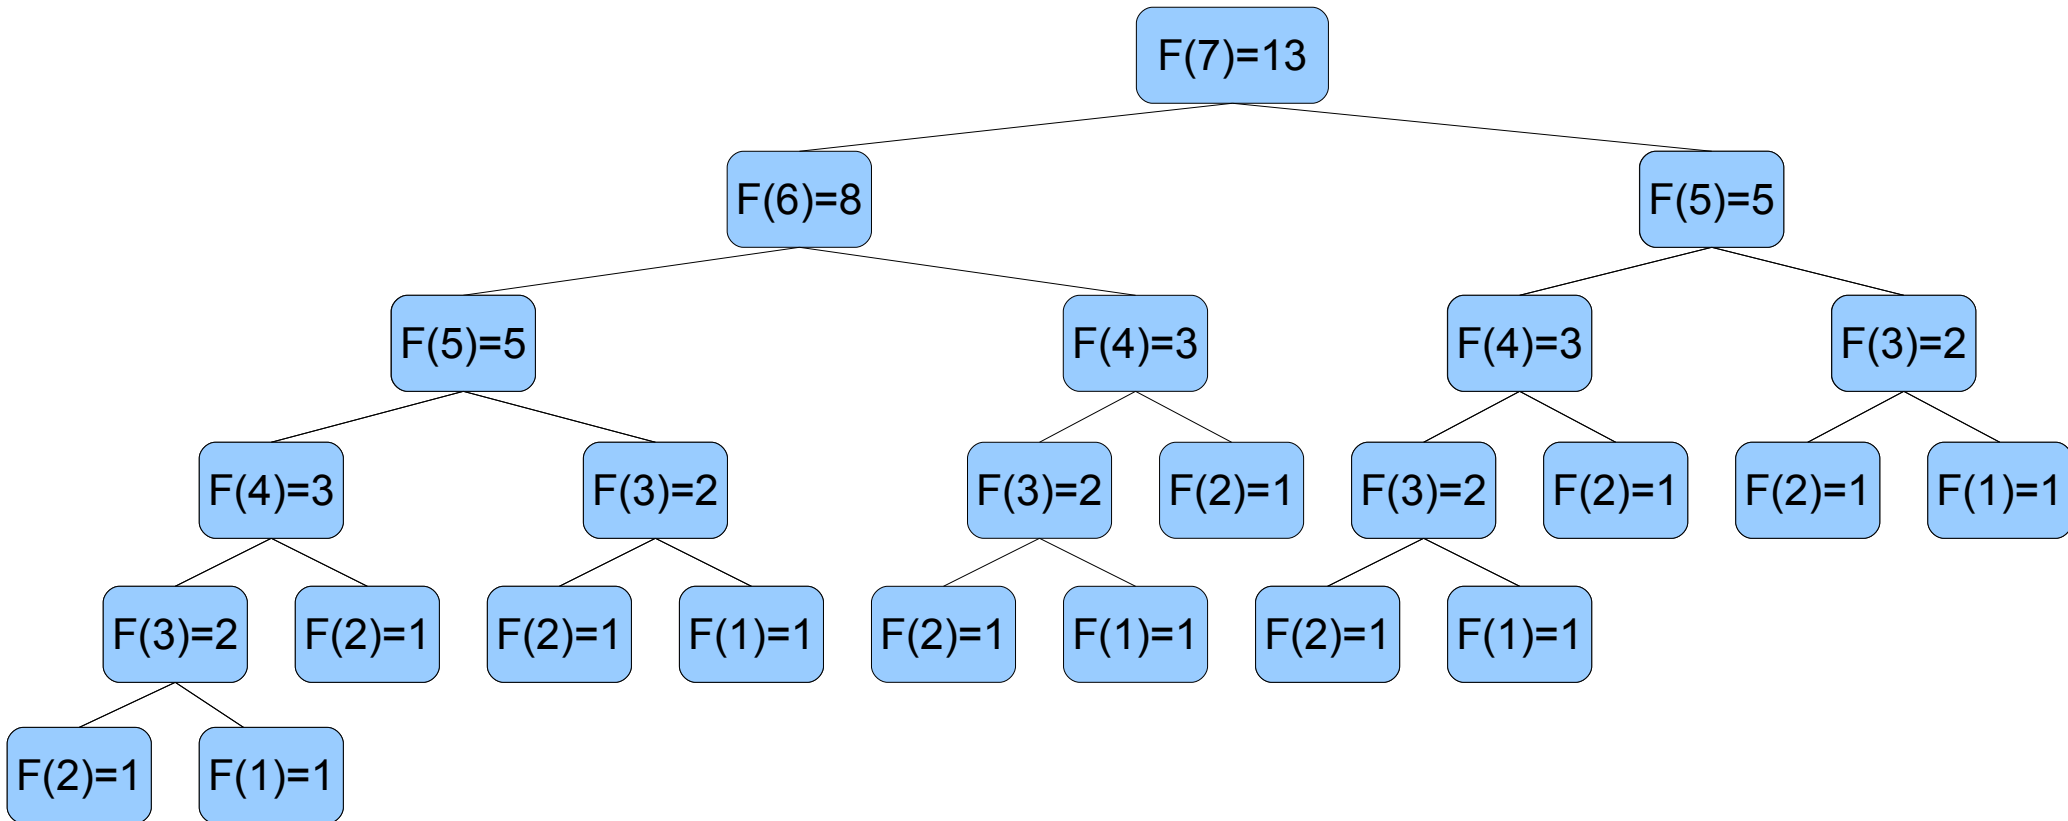 F(7)=13
F(6)=8
F(5)=5
F(5)=5
F(4)=3
F(4)=3
F(3)=2
F(4)=3
F(3)=2
F(3)=2
F(2)=1
F(3)=2
F(2)=1
F(2)=1
F(1)=1
F(3)=2
F(2)=1
F(2)=1
F(1)=1
F(2)=1
F(1)=1
F(2)=1
F(1)=1
F(2)=1
F(1)=1